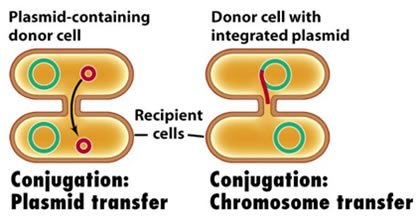 Plasmid-containing
donor cell
Donor cell with
integrated plasmid
Recipient
cells
Conjugation:
Plasmid transfer
Conjugation:
Chromosome transfer